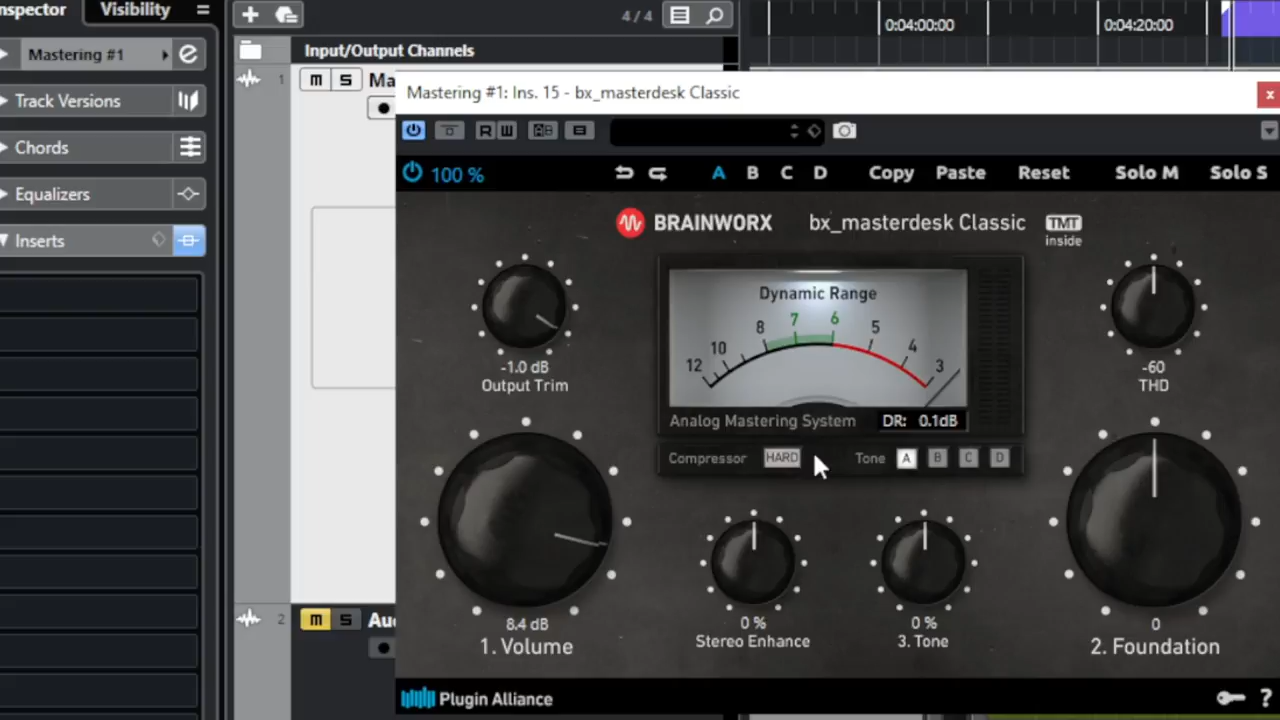 Inspector
Visibility
4/4
0:04:00:00
0:04:20:00
Input/Output Channels
Mastering #1
1
M S Ma
Mastering #1: Ins. 15 - bx_masterdesk Classic
Track Versions
R W
Chords
100 %
A B C D
Copy Paste Reset
Solo M Solo S
Equalizers
Inserts
BRAINWORX
bx_masterdesk Classic
TMT
inside
Dynamic Range
12 10 8 7 6 5 4 3
-1.0 dB
Output Trim
-60
THD
Analog Mastering System
DR: 0.1dB
Compressor HARD
Tone A B C D
2
M S Au
8.4 dB
1. Volume
0 %
Stereo Enhance
0 %
3. Tone
0
2. Foundation
Plugin Alliance
?